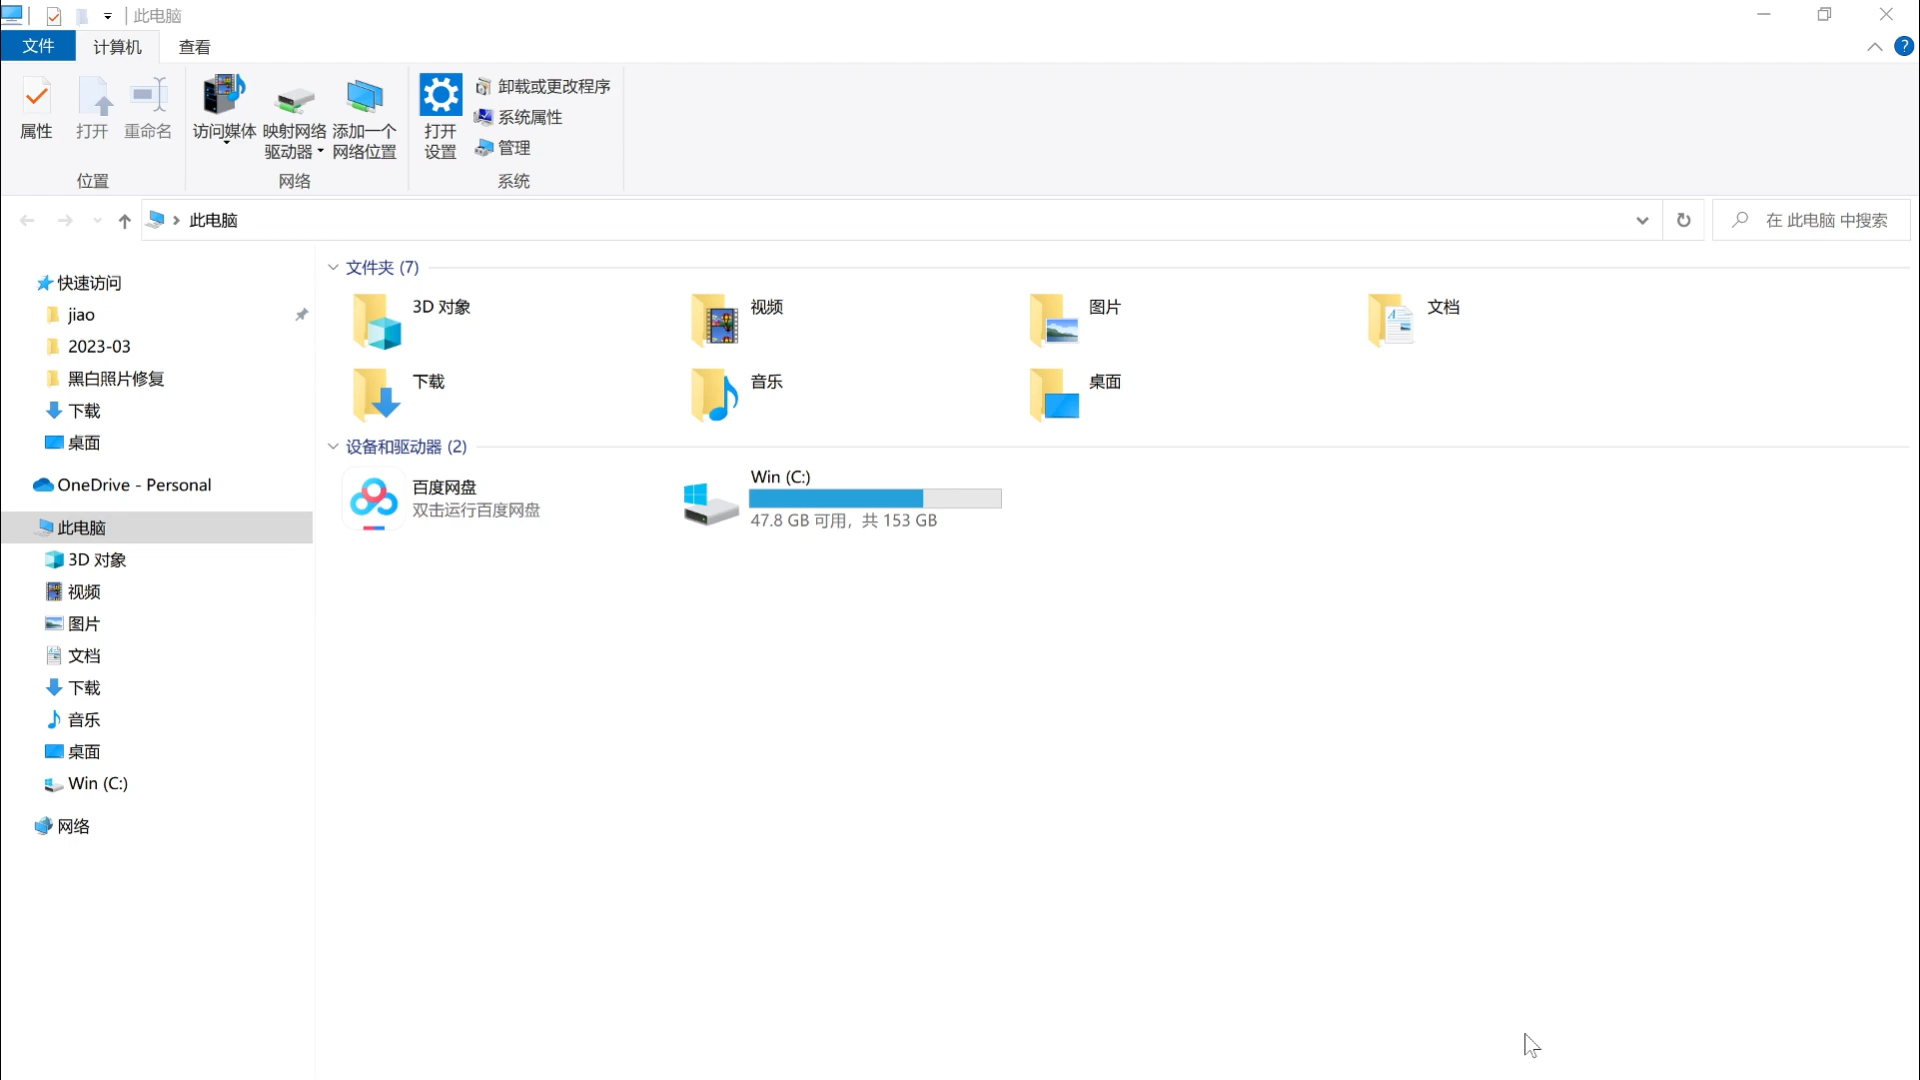 此电脑
文件
计算机
查看
属性
打开
重命名
位置
访问媒体
映射网络
驱动器
添加一个
网络位置
网络
打开
设置
卸载或更改程序
系统属性
管理
系统
此电脑
在 此电脑 中搜索
快速访问
jiao
2023-03
黑白照片修复
下载
桌面
OneDrive - Personal
此电脑
3D 对象
视频
图片
文档
下载
音乐
桌面
Win (C:)
网络
文件夹 (7)
3D 对象
视频
图片
文档
下载
音乐
桌面
设备和驱动器 (2)
百度网盘
双击运行百度网盘
Win (C:)
47.8 GB 可用，共 153 GB